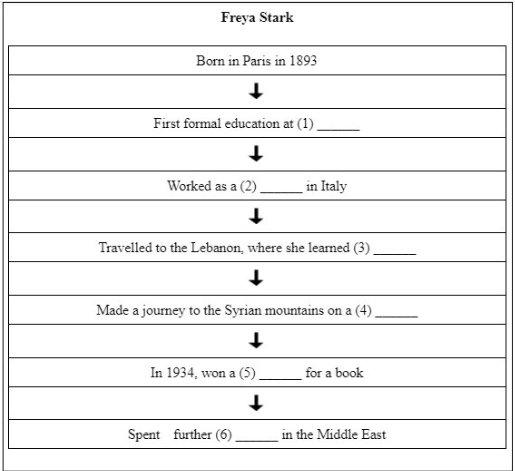 Freya Stark
Born in Paris in 1893
First formal education at (1) ______
Worked as a (2) ______ in Italy
Travelled to the Lebanon, where she learned (3) ______
Made a journey to the Syrian mountains on a (4) ______
In 1934, won a (5) ______ for a book
Spent further (6) ______ in the Middle East